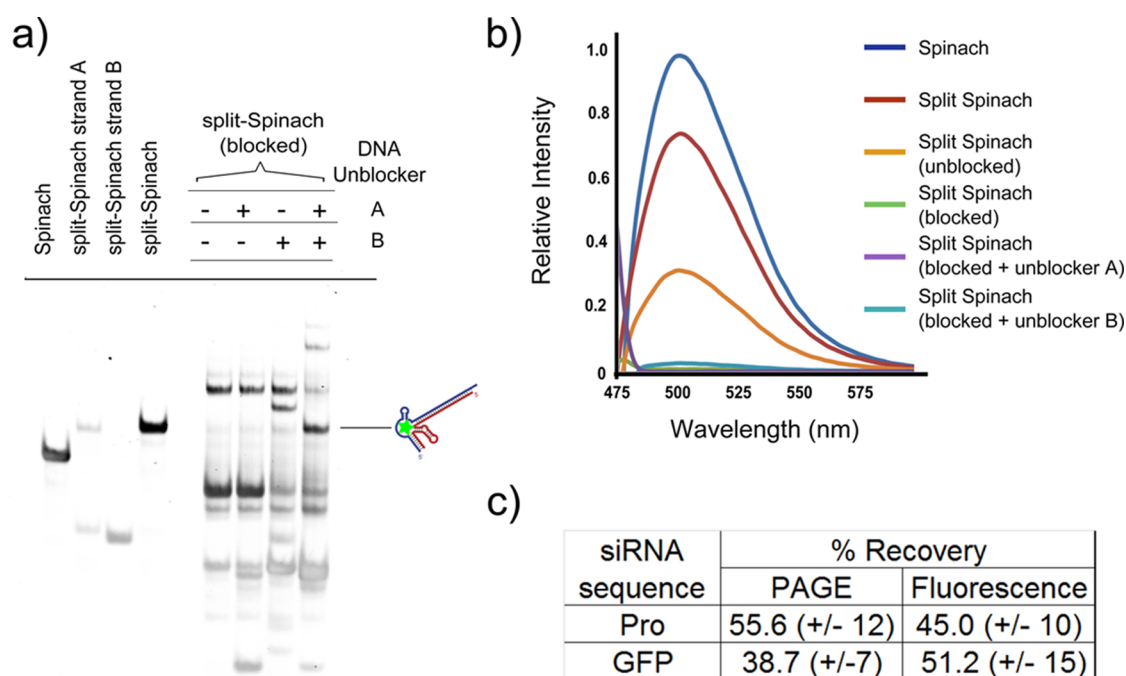 a)
Spinach
split-Spinach strand A
split-Spinach strand B
split-Spinach
split-Spinach
(blocked)
DNA
Unblocker
- + - + A
- - + + B
5'
5'
b)
Relative Intensity
1.0
0.8
0.6
0.4
0.2
0
475 500 525 550 575
Wavelength (nm)
Spinach
Split Spinach
Split Spinach
(unblocked)
Split Spinach
(blocked)
Split Spinach
(blocked + unblocker A)
Split Spinach
(blocked + unblocker B)
c)
siRNA
sequence
% Recovery
PAGE Fluorescence
Pro 55.6 (+/- 12) 45.0 (+/- 10)
GFP 38.7 (+/-7) 51.2 (+/- 15)